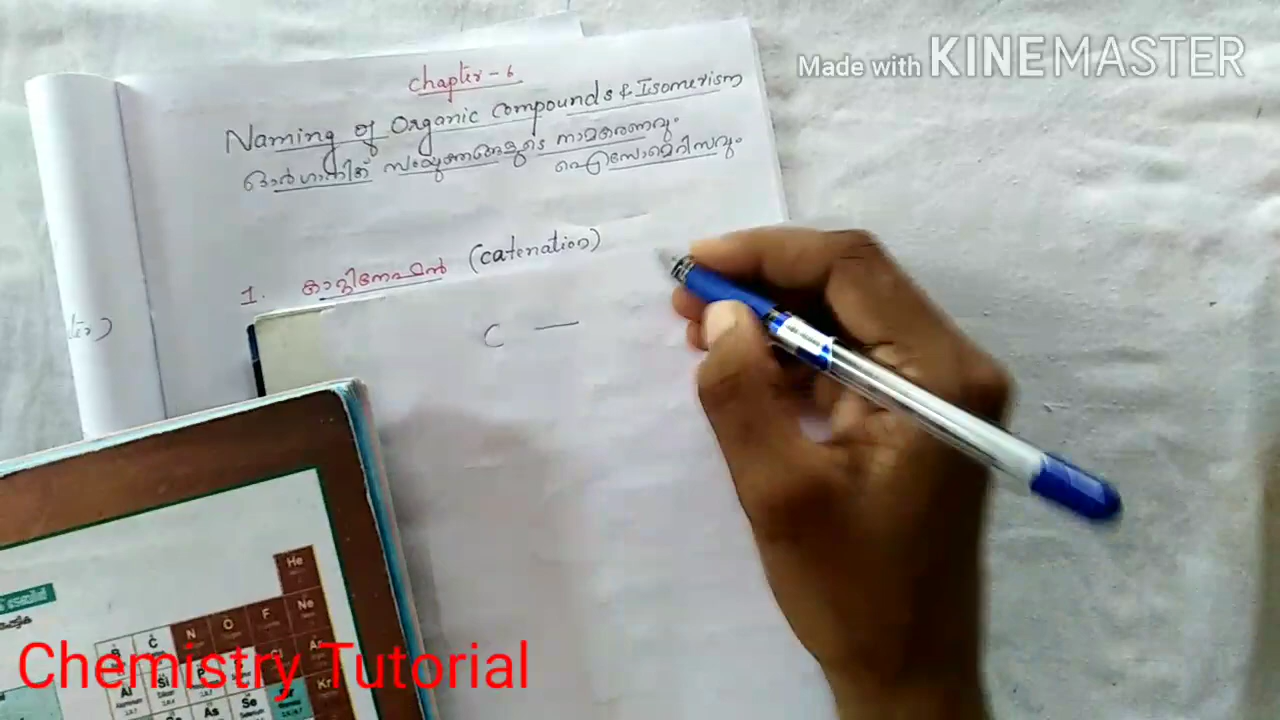 Made with KINEMASTER
Chapter - 6
Naming of Organic Compounds & Isomerism
ഓർഗാനിക് സംയുക്തങ്ങളുടെ നാമകരണവും
ഐസോമെറിസവും
1. കാറ്റിനേഷൻ (Catenation)
C —
He
Ne
N O F
B C
Al Si P
As Se
Kr
Chemistry Tutorial